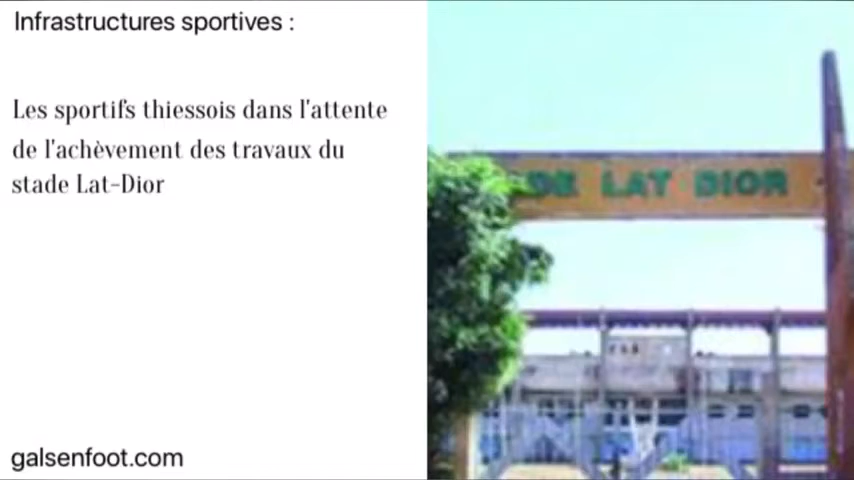 Infrastructures sportives :
Les sportifs thiessois dans l'attente
de l'achèvement des travaux du
stade Lat-Dior
DE LAT DIOR
galsenfoot.com